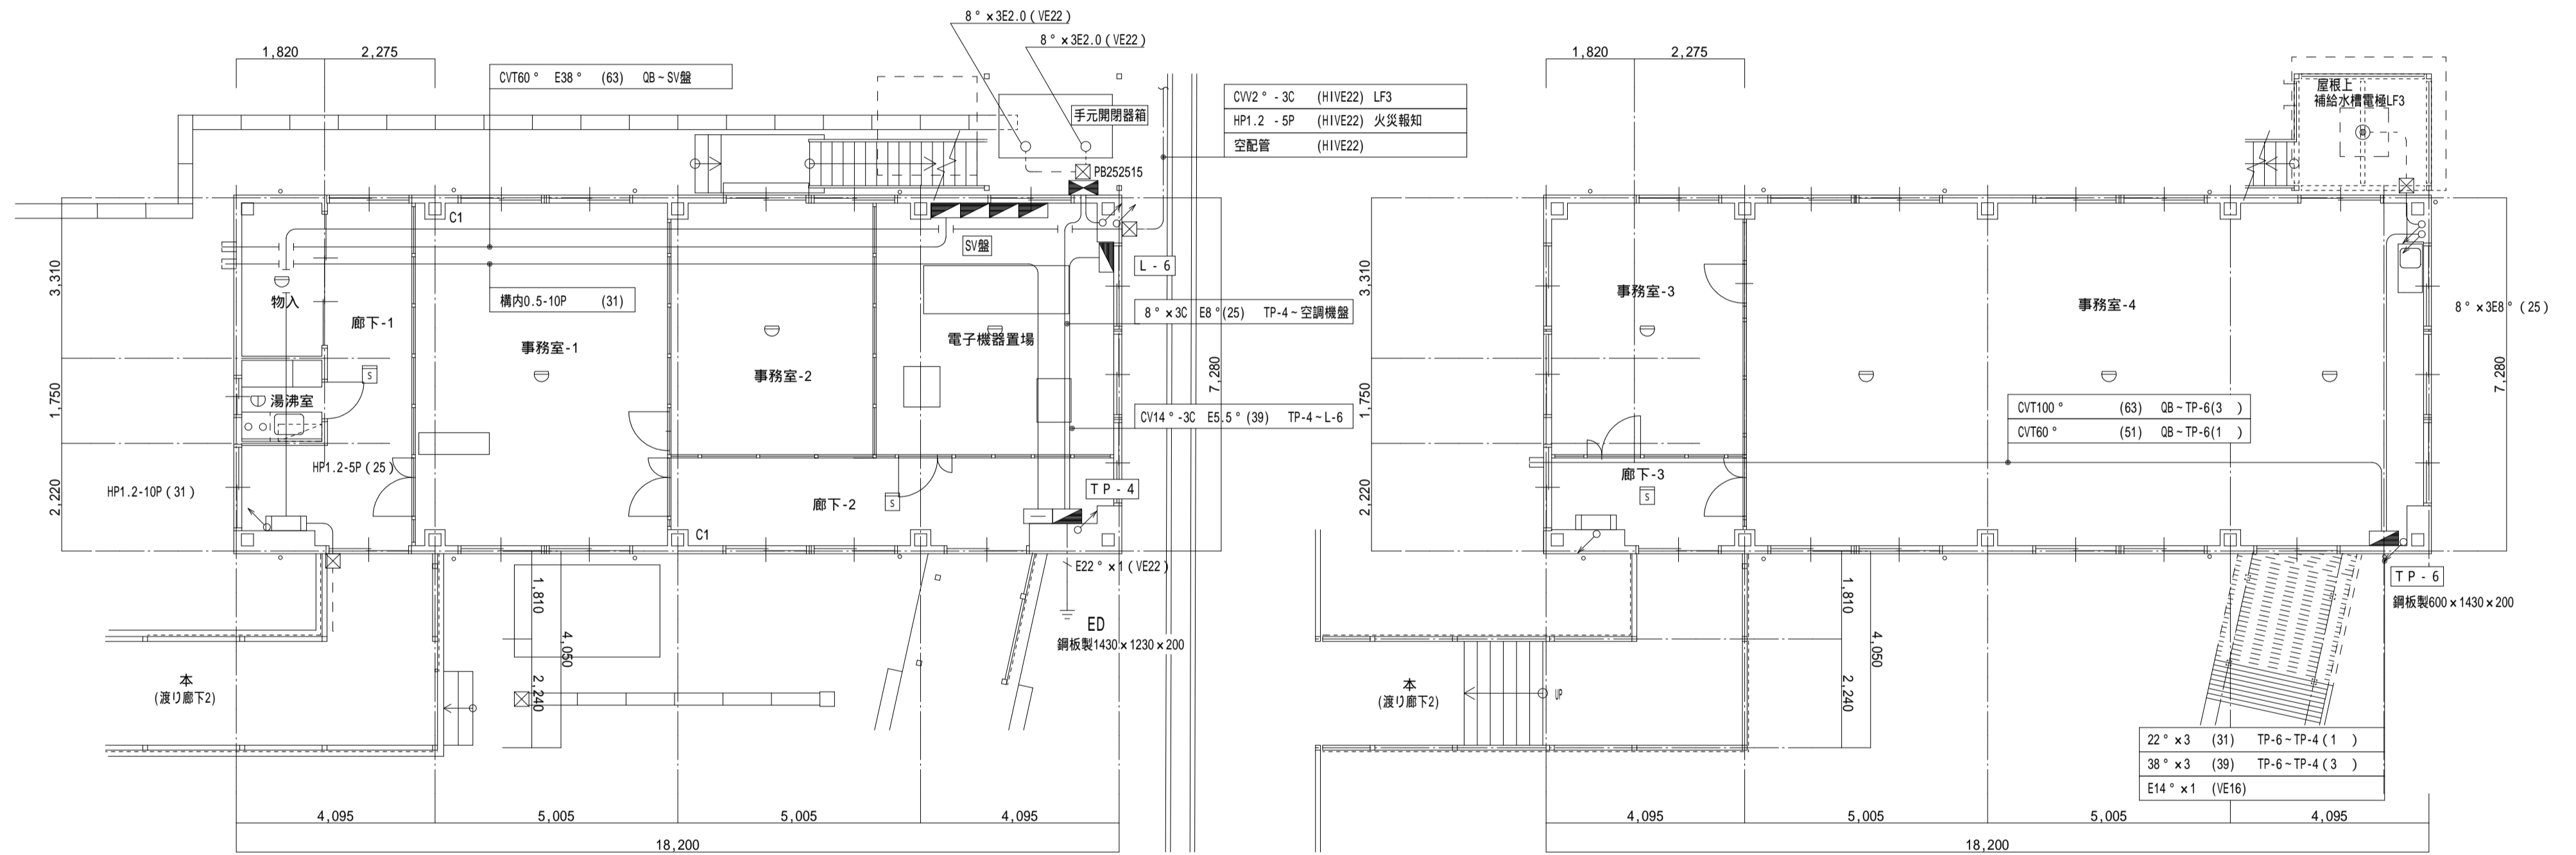 8°×3E2.0(VE22)
8°×3E2.0(VE22)
1,820
2,275
CVT60° E38° (63) QB~SV盤
手元開閉器箱
PB252515
CVV2°-3C (HIVE22) LF3
HP1.2 -5P (HIVE22) 火災報知
空配管 (HIVE22)
C1
SV盤
L-6
3,310
物入
構内0.5-10P (31)
8°×3C E8°(25) TP-4~空調機盤
廊下-1
事務室-1
電子機器置場
事務室-2
S
7,280
1,750
湯沸室
CV14°-3C E5.5°(39) TP-4~L-6
HP1.2-5P(25)
HP1.2-10P(31)
2,220
TP-4
廊下-2
S
C1
E22°×1(VE22)
1,810
4,050
2,240
ED
鋼板製1430×1230×200
本
(渡り廊下2)
4,095
5,005
5,005
4,095
18,200
1,820
2,275
屋根上
補給水槽電極LF3
3,310
事務室-3
事務室-4
8°×3E8°(25)
7,280
1,750
CVT100° (63) QB~TP-6(3 )
CVT60° (51) QB~TP-6(1 )
2,220
廊下-3
S
TP-6
鋼板製600×1430×200
1,810
4,050
2,240
本
(渡り廊下2)
UP
22°×3 (31) TP-6~TP-4(1 )
38°×3 (39) TP-6~TP-4(3 )
E14°×1 (VE16)
4,095
5,005
5,005
4,095
18,200